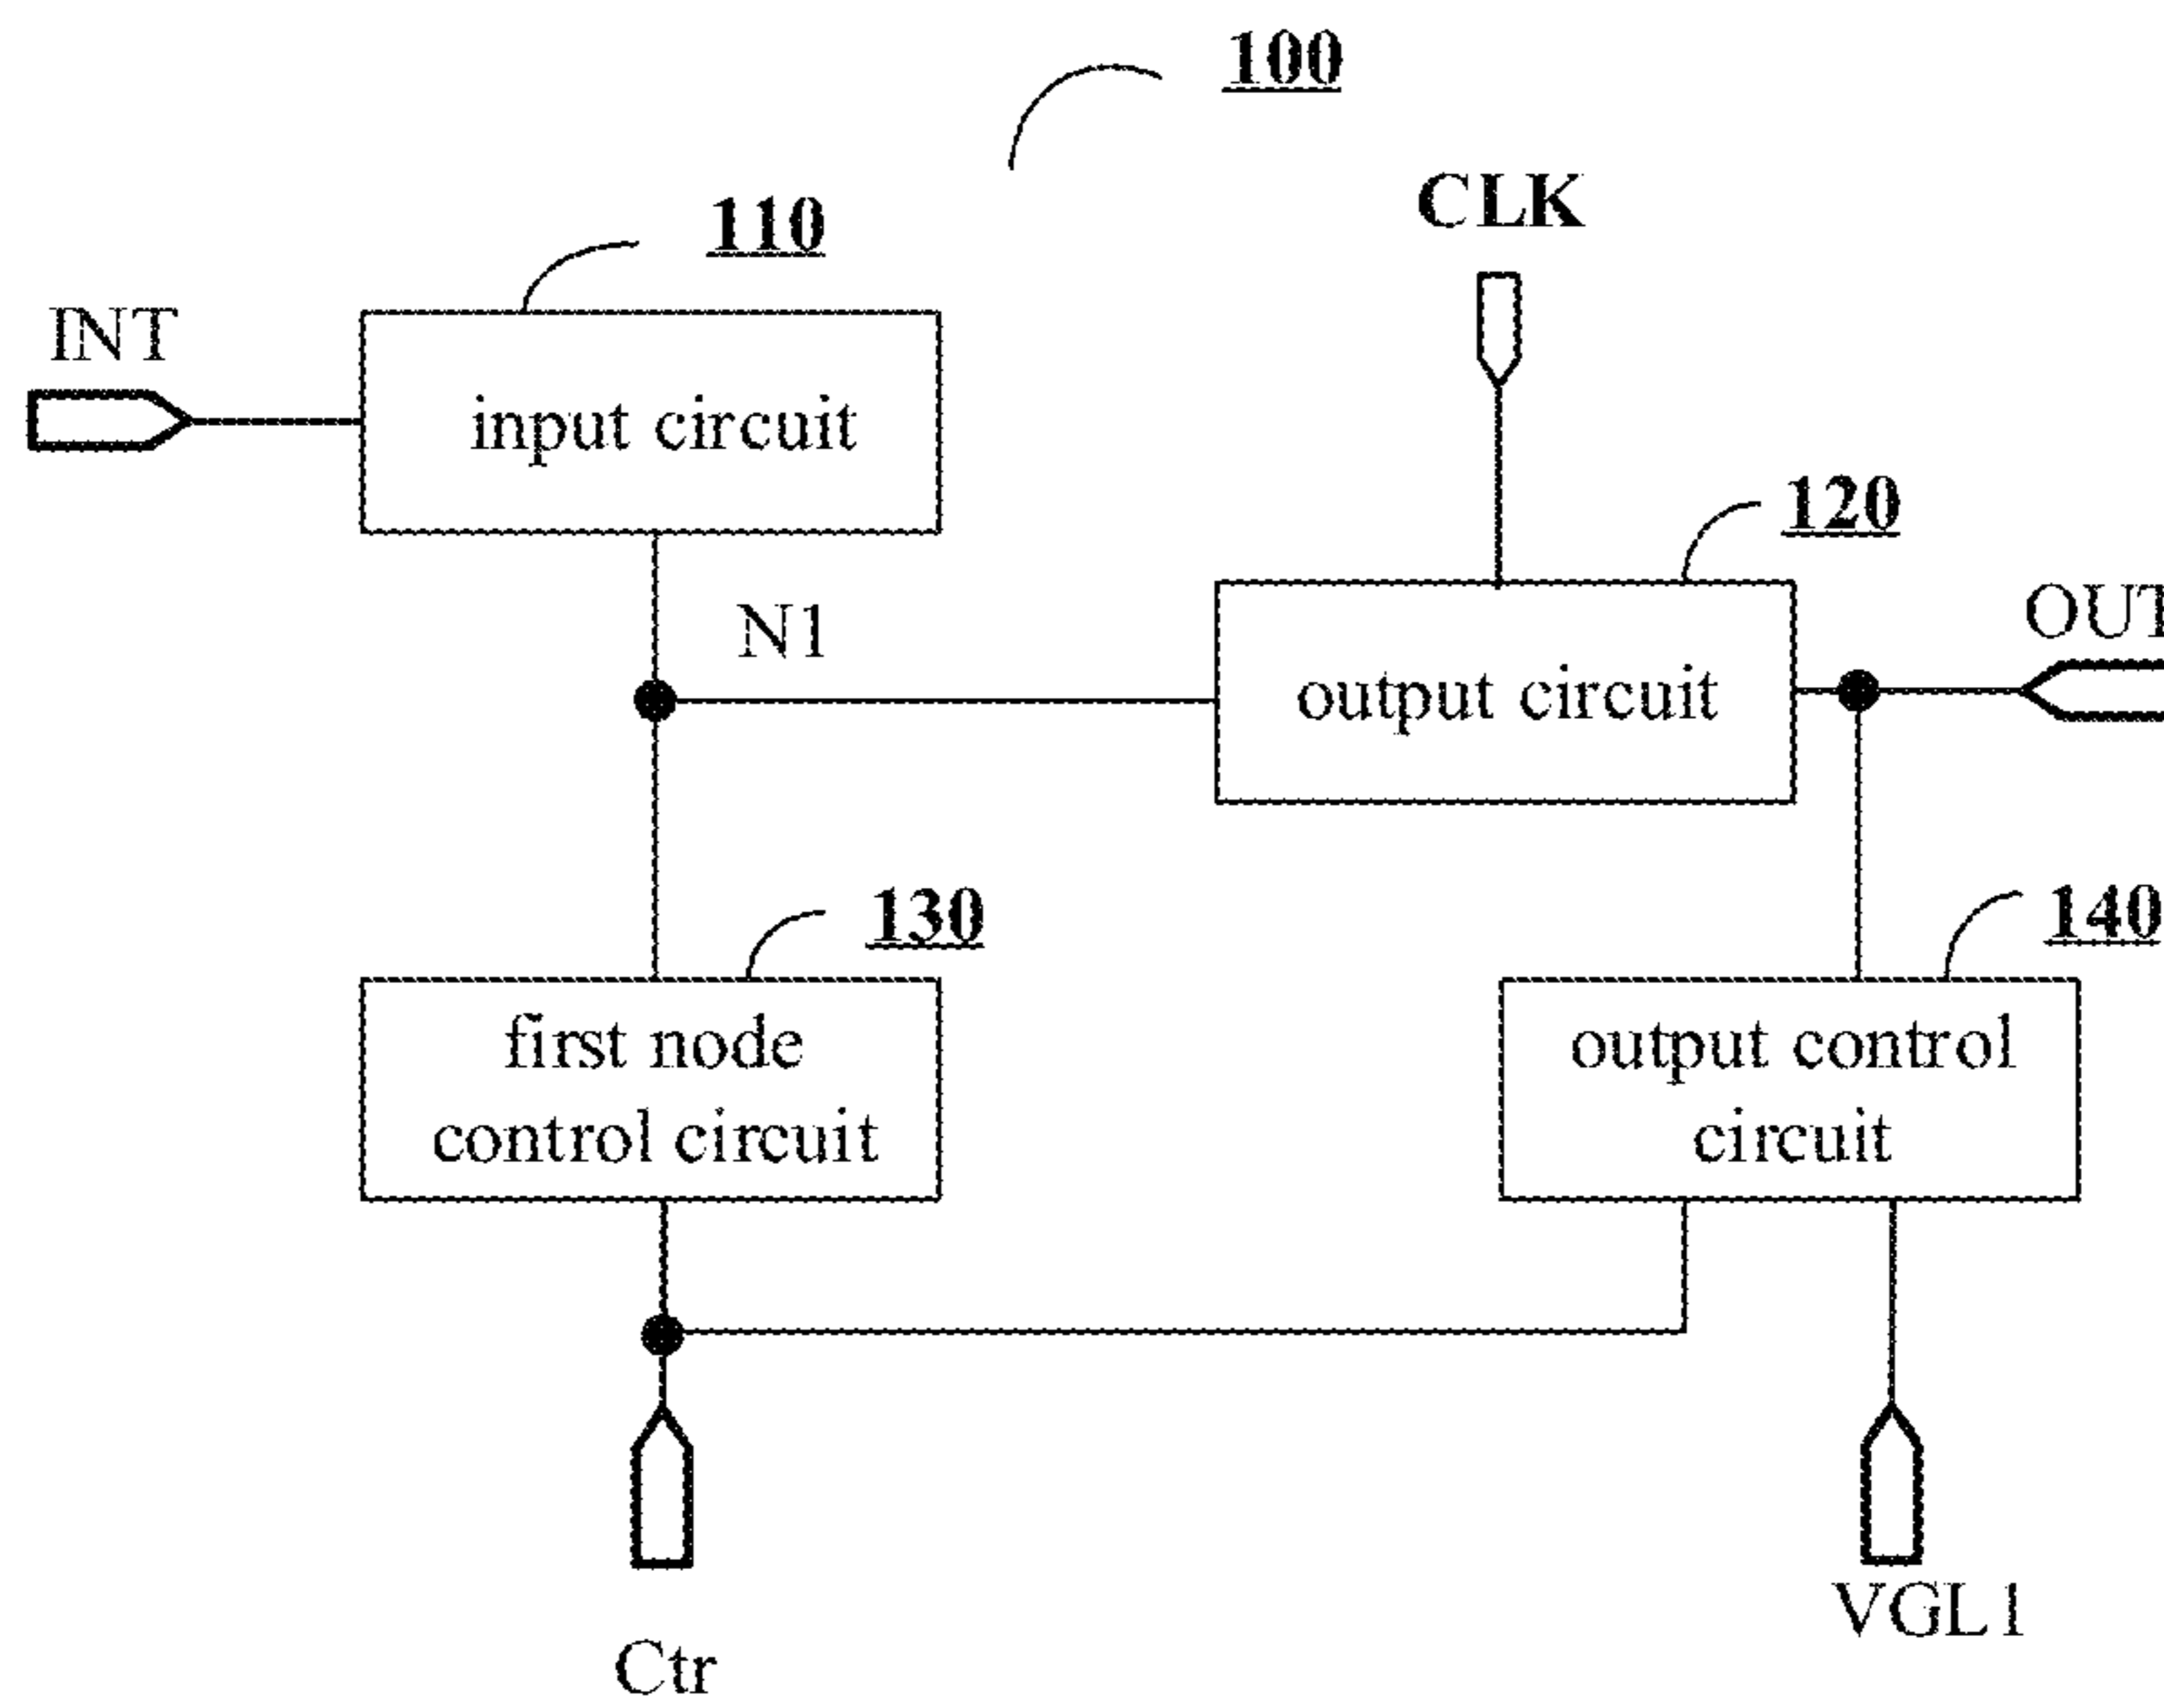 100
CLK
110
INT
input circuit
120
N1
OUT
output circuit
130
140
first node
control circuit
output control
circuit
Ctr
VGL1